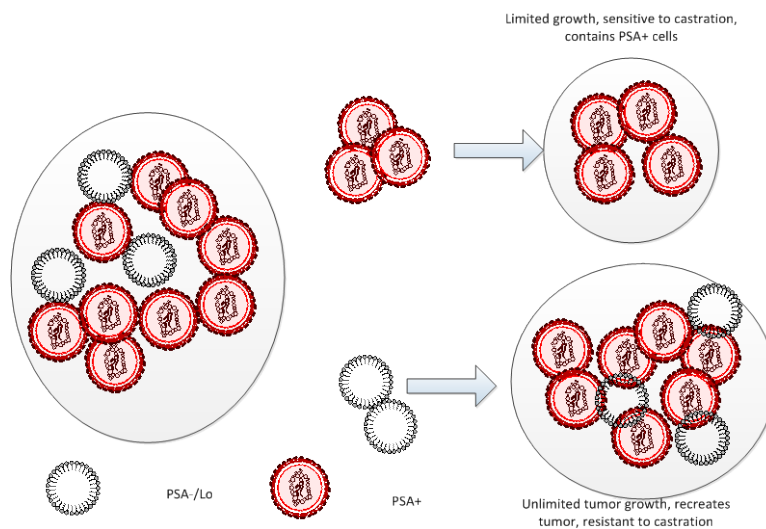 Limited growth, sensitive to castration,
contains PSA+ cells
PSA-/Lo
PSA+
Unlimited tumor growth, recreates
tumor, resistant to castration